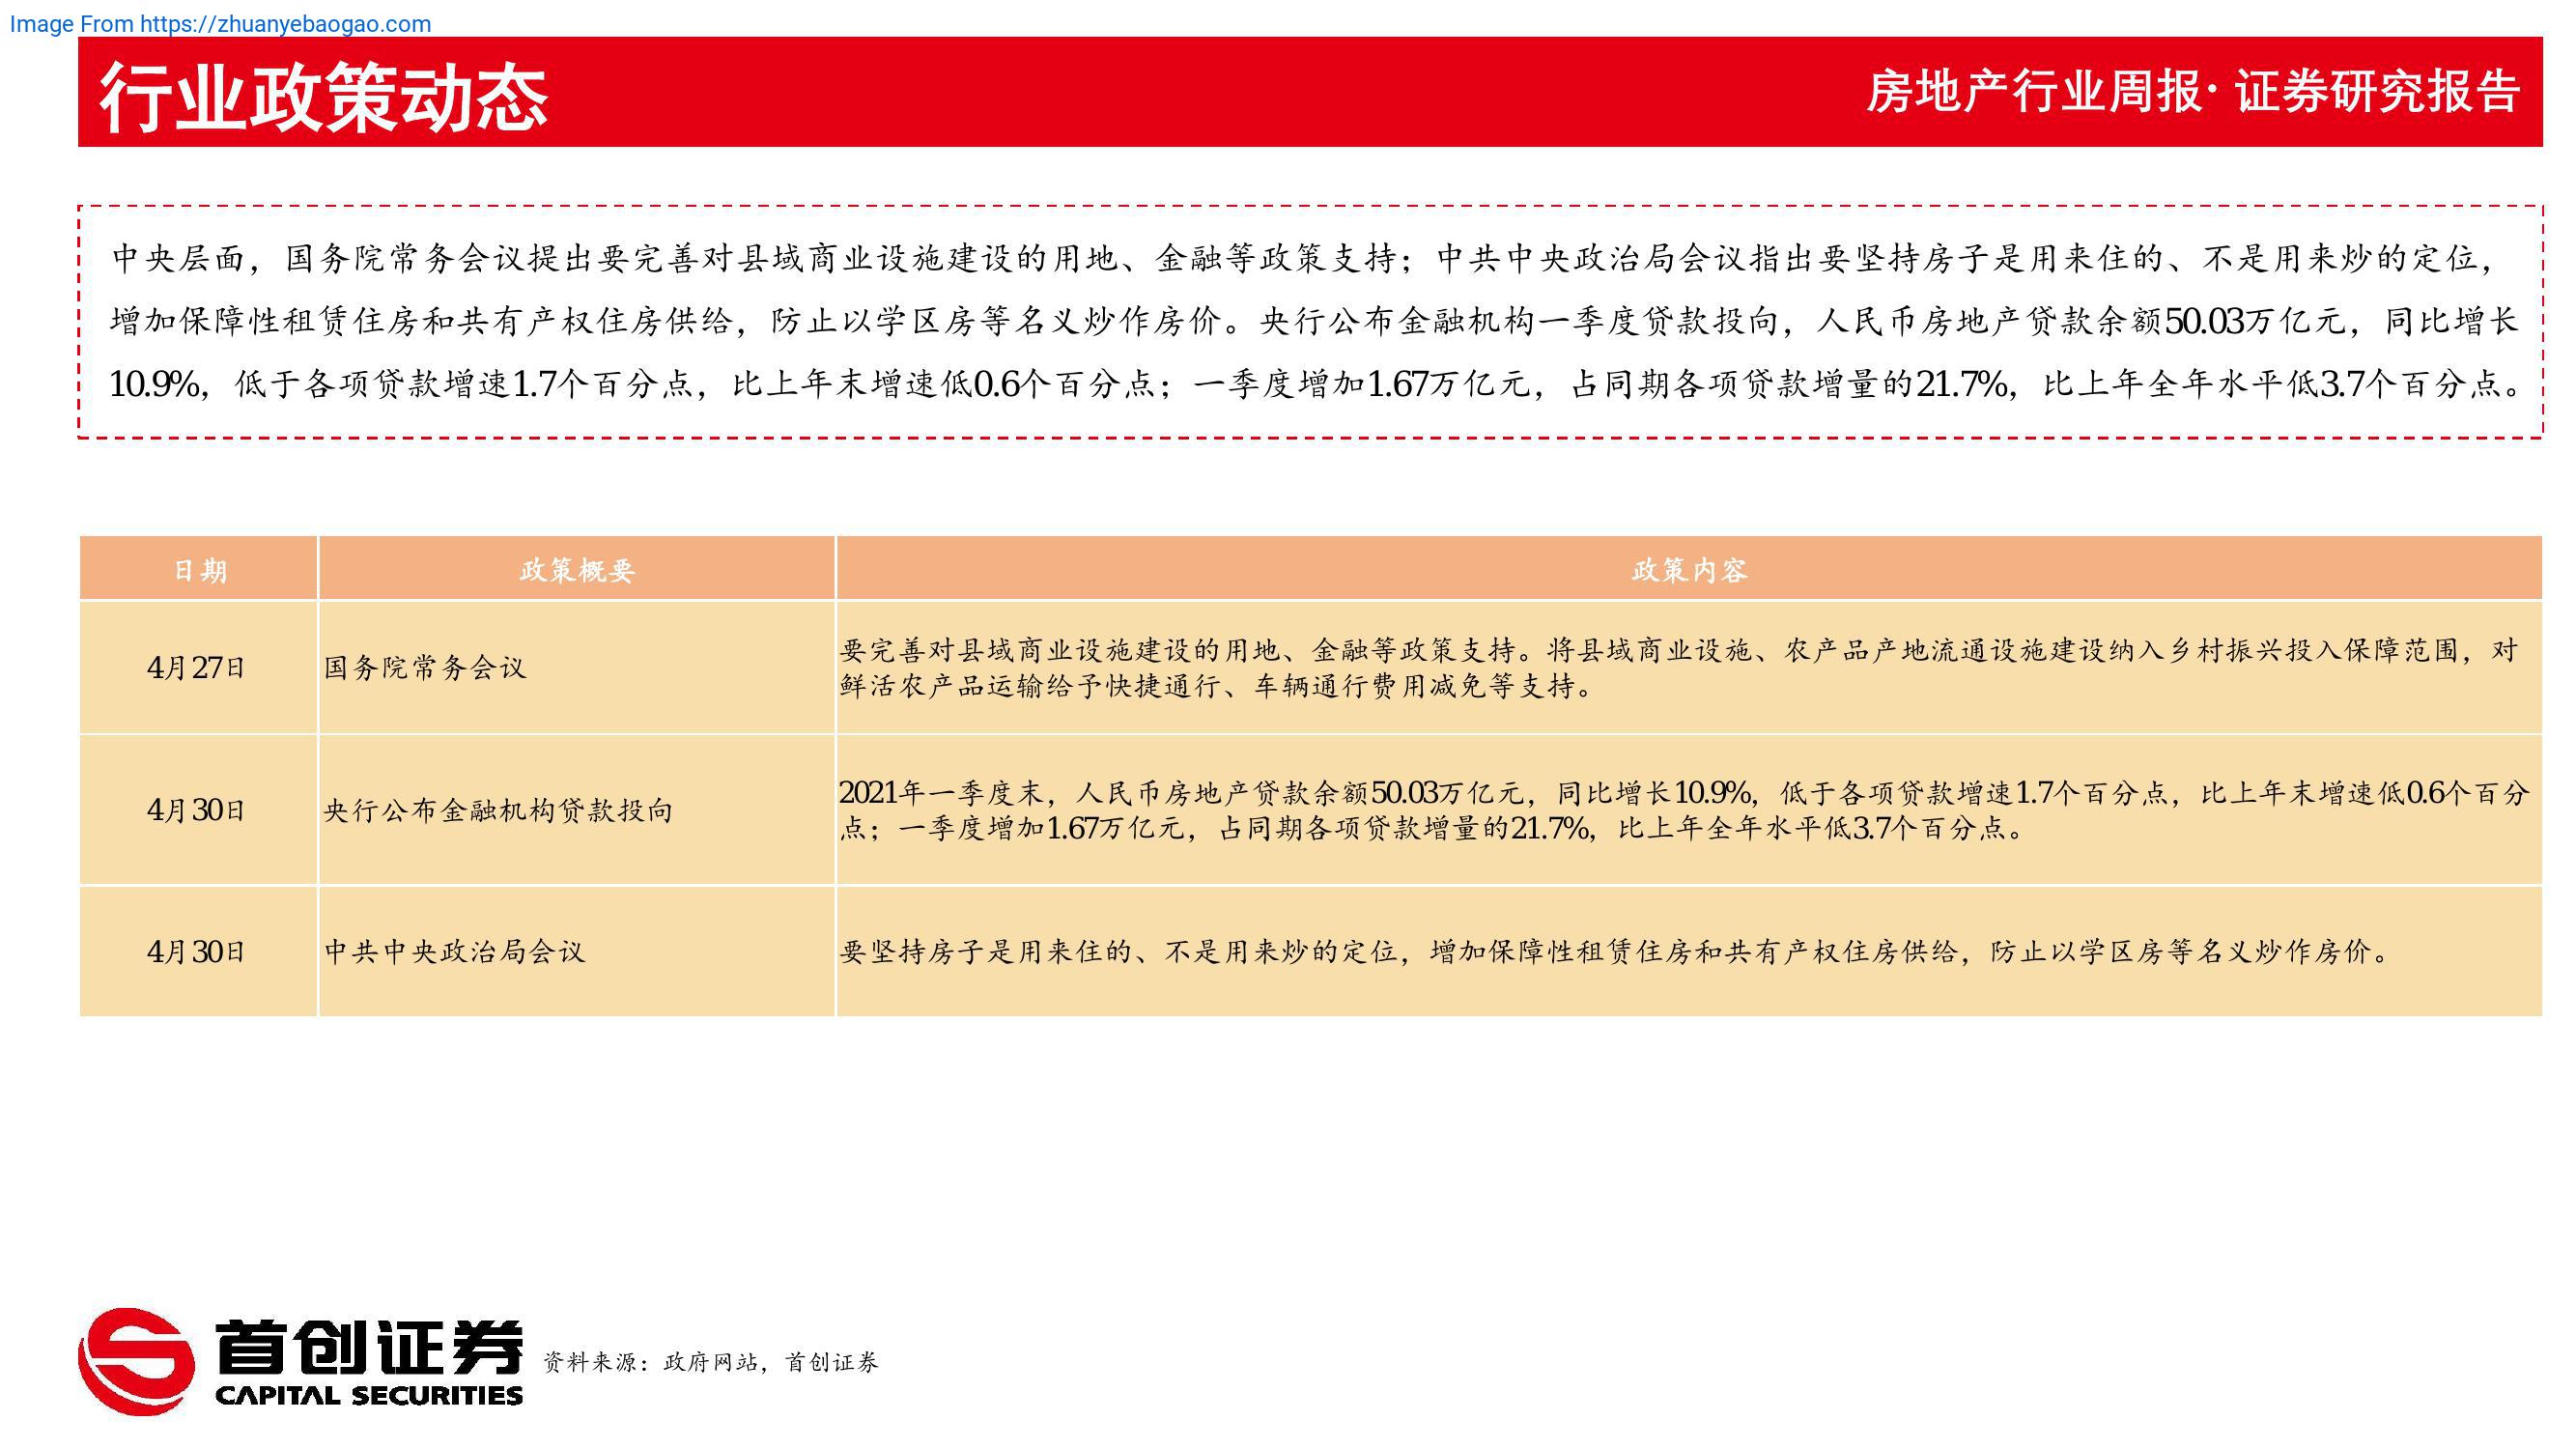 Image From https://zhuanyebaogao.com
行业政策动态
房地产行业周报· 证券研究报告
中央层面，国务院常务会议提出要完善对县域商业设施建设的用地、金融等政策支持；中共中央政治局会议指出要坚持房子是用来住的、不是用来炒的定位，
增加保障性租赁住房和共有产权住房供给，防止以学区房等名义炒作房价。央行公布金融机构一季度贷款投向，人民币房地产贷款余额50.03万亿元，同比增长
10.9%，低于各项贷款增速1.7个百分点，比上年末增速低0.6个百分点；一季度增加1.67万亿元，占同期各项贷款增量的21.7%，比上年全年水平低3.7个百分点。
日期 政策概要 政策内容
4月27日 国务院常务会议
要完善对县域商业设施建设的用地、金融等政策支持。将县域商业设施、农产品产地流通设施建设纳入乡村振兴投入保障范围，对
鲜活农产品运输给予快捷通行、车辆通行费用减免等支持。
4月30日 央行公布金融机构贷款投向
2021年一季度末，人民币房地产贷款余额50.03万亿元，同比增长10.9%，低于各项贷款增速1.7个百分点，比上年末增速低0.6个百分
点；一季度增加1.67万亿元，占同期各项贷款增量的21.7%，比上年全年水平低3.7个百分点。
4月30日 中共中央政治局会议 要坚持房子是用来住的、不是用来炒的定位，增加保障性租赁住房和共有产权住房供给，防止以学区房等名义炒作房价。
首创证券
CAPITAL SECURITIES
资料来源：政府网站，首创证券